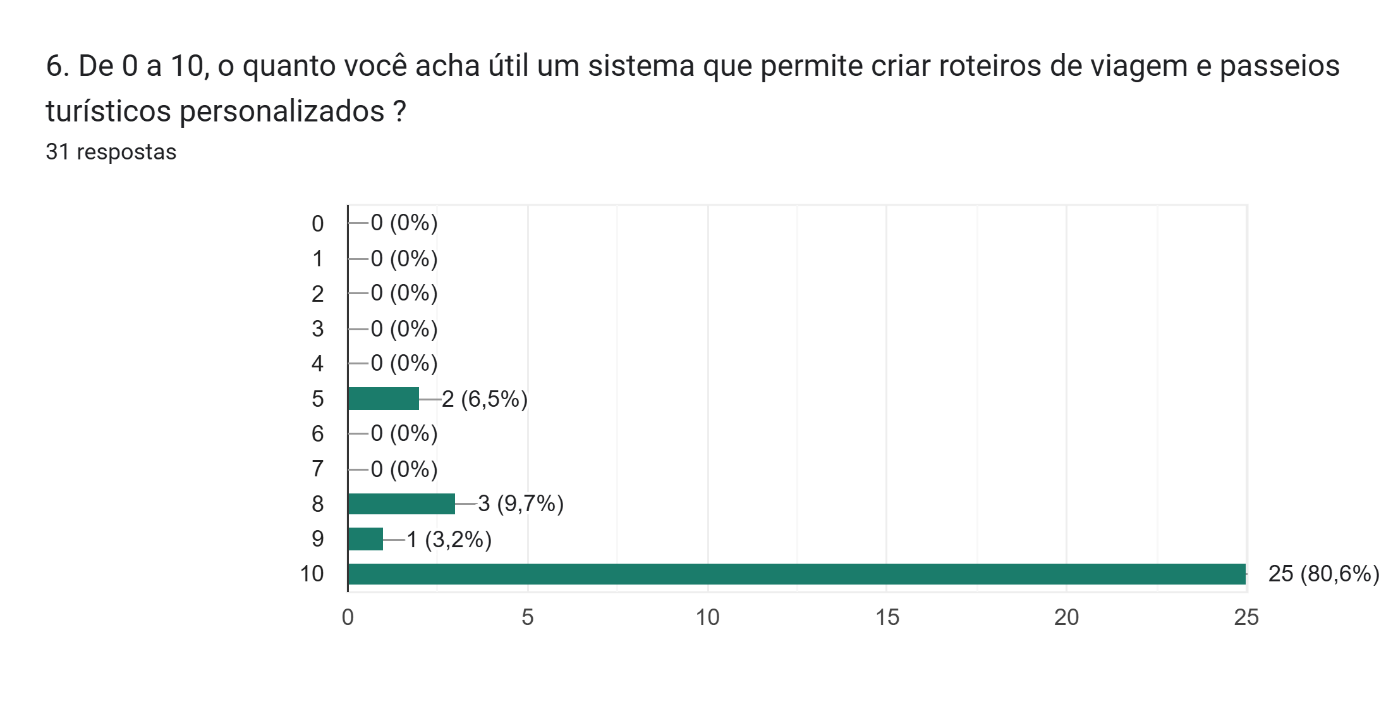 6. De 0 a 10, o quanto você acha útil um sistema que permite criar roteiros de viagem e passeios
turísticos personalizados ?
31 respostas
0 0 (0%)
1 0 (0%)
2 0 (0%)
3 0 (0%)
4 0 (0%)
5 2 (6,5%)
6 0 (0%)
7 0 (0%)
8 3 (9,7%)
9 1 (3,2%)
10 25 (80,6%)
0 5 10 15 20 25